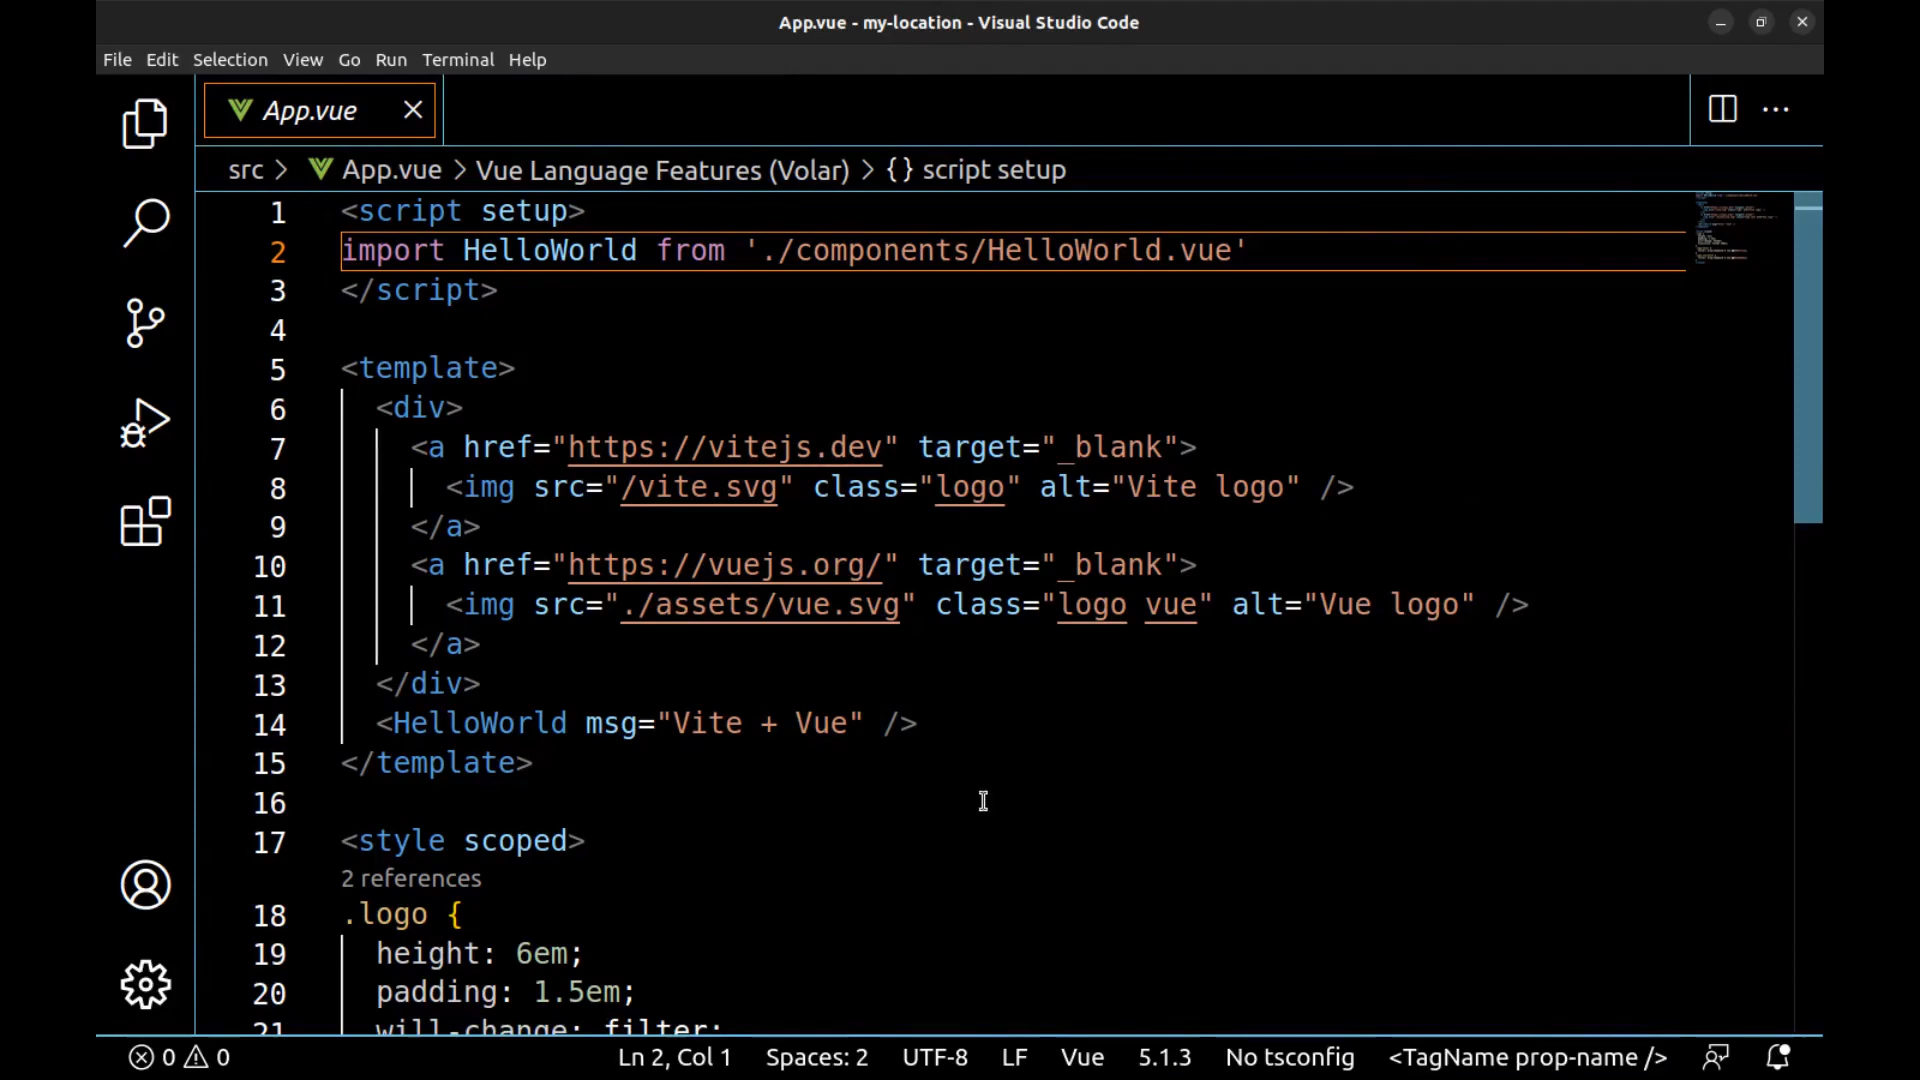 App.vue - my-location - Visual Studio Code
File Edit Selection View Go Run Terminal Help
App.vue
src > App.vue > Vue Language Features (Volar) > {} script setup
1 <script setup>
2 import HelloWorld from './components/HelloWorld.vue'
3 </script>
4
5 <template>
6 <div>
7 <a href="https://vitejs.dev" target="_blank">
8 <img src="/vite.svg" class="logo" alt="Vite logo" />
9 </a>
10 <a href="https://vuejs.org/" target="_blank">
11 <img src="./assets/vue.svg" class="logo vue" alt="Vue logo" />
12 </a>
13 </div>
14 <HelloWorld msg="Vite + Vue" />
15 </template>
16
17 <style scoped>
2 references
18 .logo {
19 height: 6em;
20 padding: 1.5em;
21 will-change: filter;
0 0 Ln 2, Col 1 Spaces: 2 UTF-8 LF Vue 5.1.3 No tsconfig <TagName prop-name />